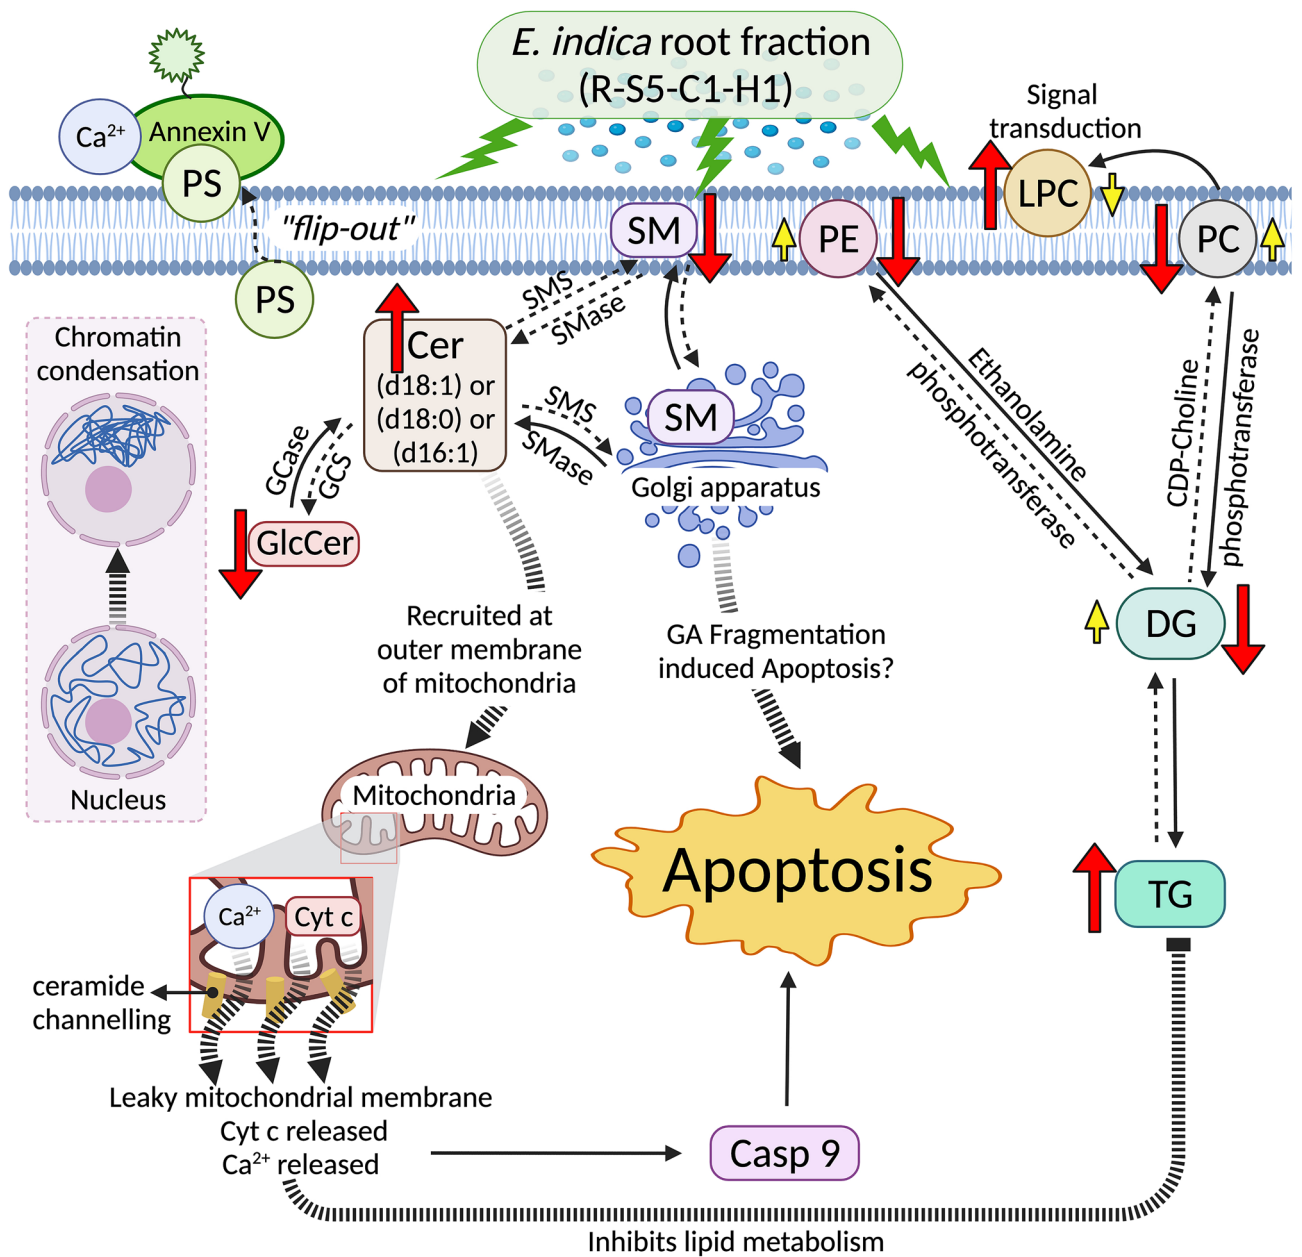 E. indica root fraction
(R-S5-C1-H1)
Signal
transduction
Ca²⁺
Annexin V
PS
"flip-out"
PS
SM
PE
LPC
PC
SMS
SMase
Chromatin
condensation
Cer
(d18:1) or
(d18:0) or
(d16:1)
SMS
SMase
SM
Golgi apparatus
GCase
GCS
GlcCer
Ethanolamine
phosphotransferase
CDP-Choline
phosphotransferase
Recruited at
outer membrane
of mitochondria
GA Fragmentation
induced Apoptosis?
DG
Nucleus
Mitochondria
Apoptosis
TG
Ca²⁺
Cyt c
ceramide
channelling
Leaky mitochondrial membrane
Cyt c released
Ca²⁺ released
Casp 9
Inhibits lipid metabolism